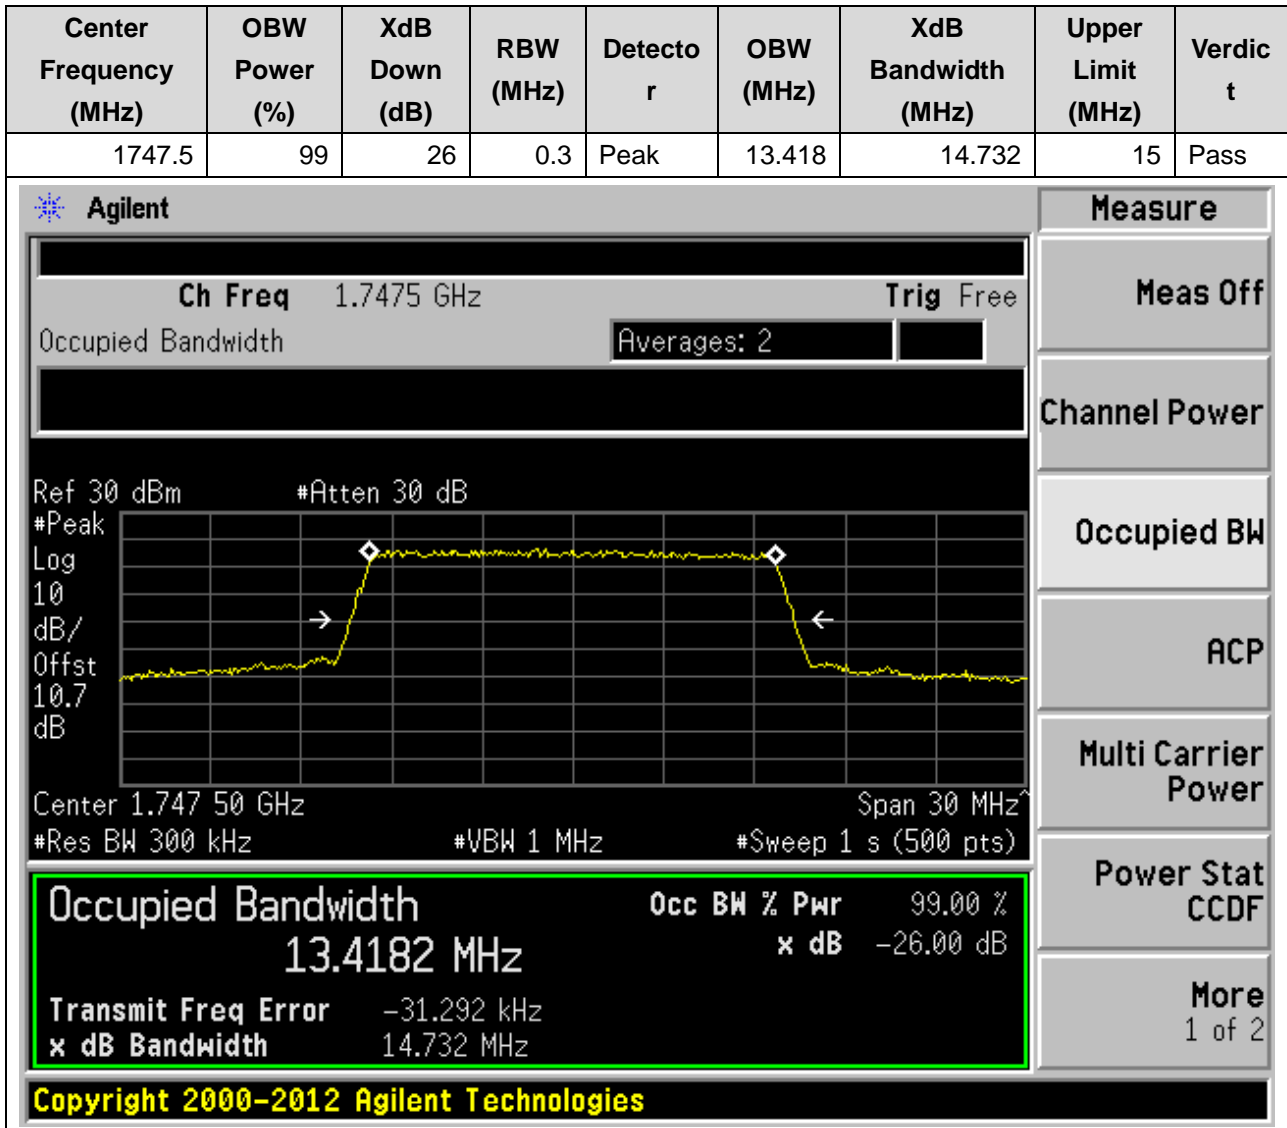 Center Frequency (MHz) OBW Power (%) XdB Down (dB) RBW (MHz) Detecto r OBW (MHz) XdB Bandwidth (MHz) Upper Limit (MHz) Verdic t
1747.5 99 26 0.3 Peak 13.418 14.732 15 Pass
Agilent
Measure
Ch Freq 1.7475 GHz Trig Free
Occupied Bandwidth Averages: 2
Meas Off
Channel Power
Occupied BW
ACP
Multi Carrier
Power
Power Stat
CCDF
More
1 of 2
Ref 30 dBm #Atten 30 dB
#Peak
Log
10
dB/
Offst
10.7
dB
Center 1.747 50 GHz Span 30 MHz^
#Res BW 300 kHz #VBW 1 MHz #Sweep 1 s (500 pts)
Occupied Bandwidth Occ BW % Pwr 99.00 %
13.4182 MHz x dB -26.00 dB
Transmit Freq Error -31.292 kHz
x dB Bandwidth 14.732 MHz
Copyright 2000-2012 Agilent Technologies